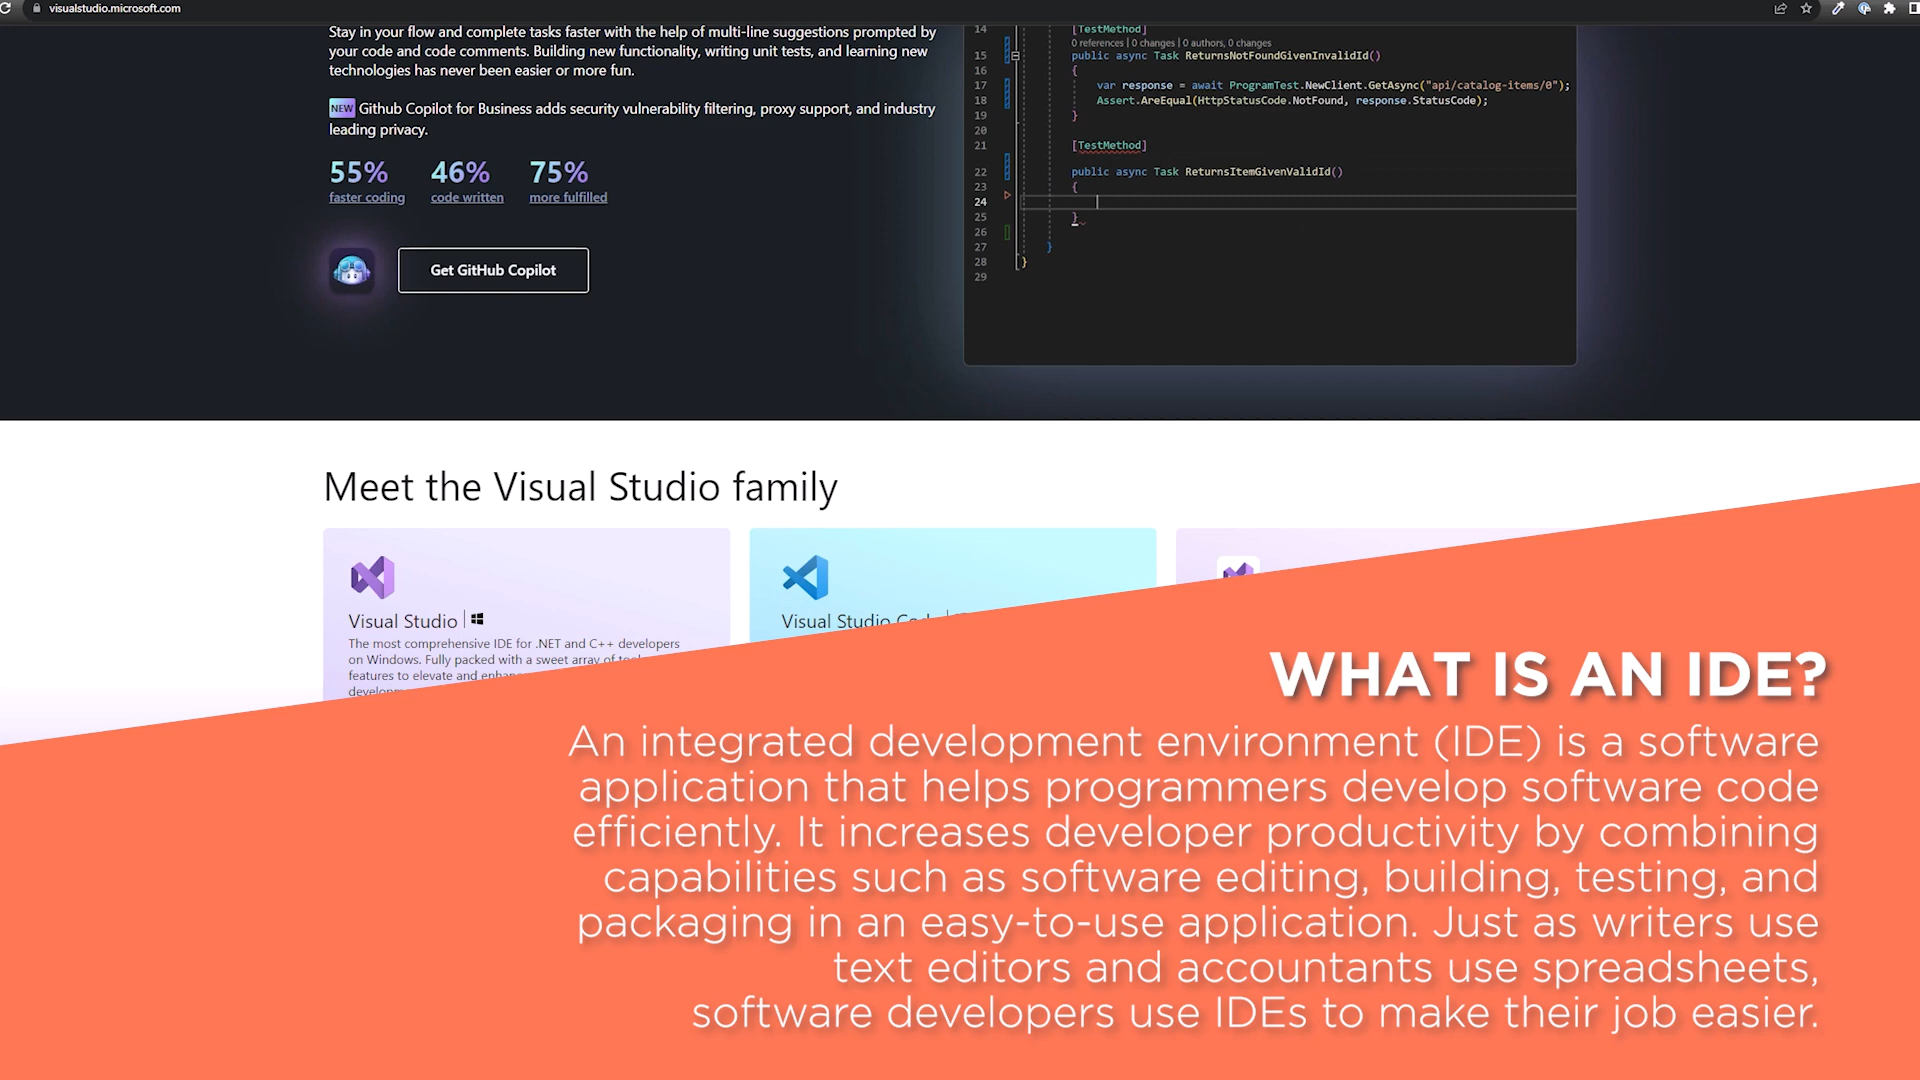 visualstudio.microsoft.com
Stay in your flow and complete tasks faster with the help of multi-line suggestions prompted by
your code and code comments. Building new functionality, writing unit tests, and learning new
technologies has never been easier or more fun.
NEW Github Copilot for Business adds security vulnerability filtering, proxy support, and industry
leading privacy.
55% 46% 75%
faster coding code written more fulfilled
Get GitHub Copilot
14 [TestMethod]
0 references | 0 changes | 0 authors, 0 changes
15 public async Task ReturnsNotFoundGivenInvalidId()
16 {
17 var response = await ProgramTest.NewClient.GetAsync("api/catalog-items/0");
18 Assert.AreEqual(HttpStatusCode.NotFound, response.StatusCode);
19 }
20
21 [TestMethod]
22 public async Task ReturnsItemGivenValidId()
23 {
24
25 }
26
27 }
28 }
29
Meet the Visual Studio family
Visual Studio
The most comprehensive IDE for .NET and C++ developers
on Windows. Fully packed with a sweet array of
features to elevate and
Visual Studio Code
WHAT IS AN IDE?
An integrated development environment (IDE) is a software
application that helps programmers develop software code
efficiently. It increases developer productivity by combining
capabilities such as software editing, building, testing, and
packaging in an easy-to-use application. Just as writers use
text editors and accountants use spreadsheets,
software developers use IDEs to make their job easier.